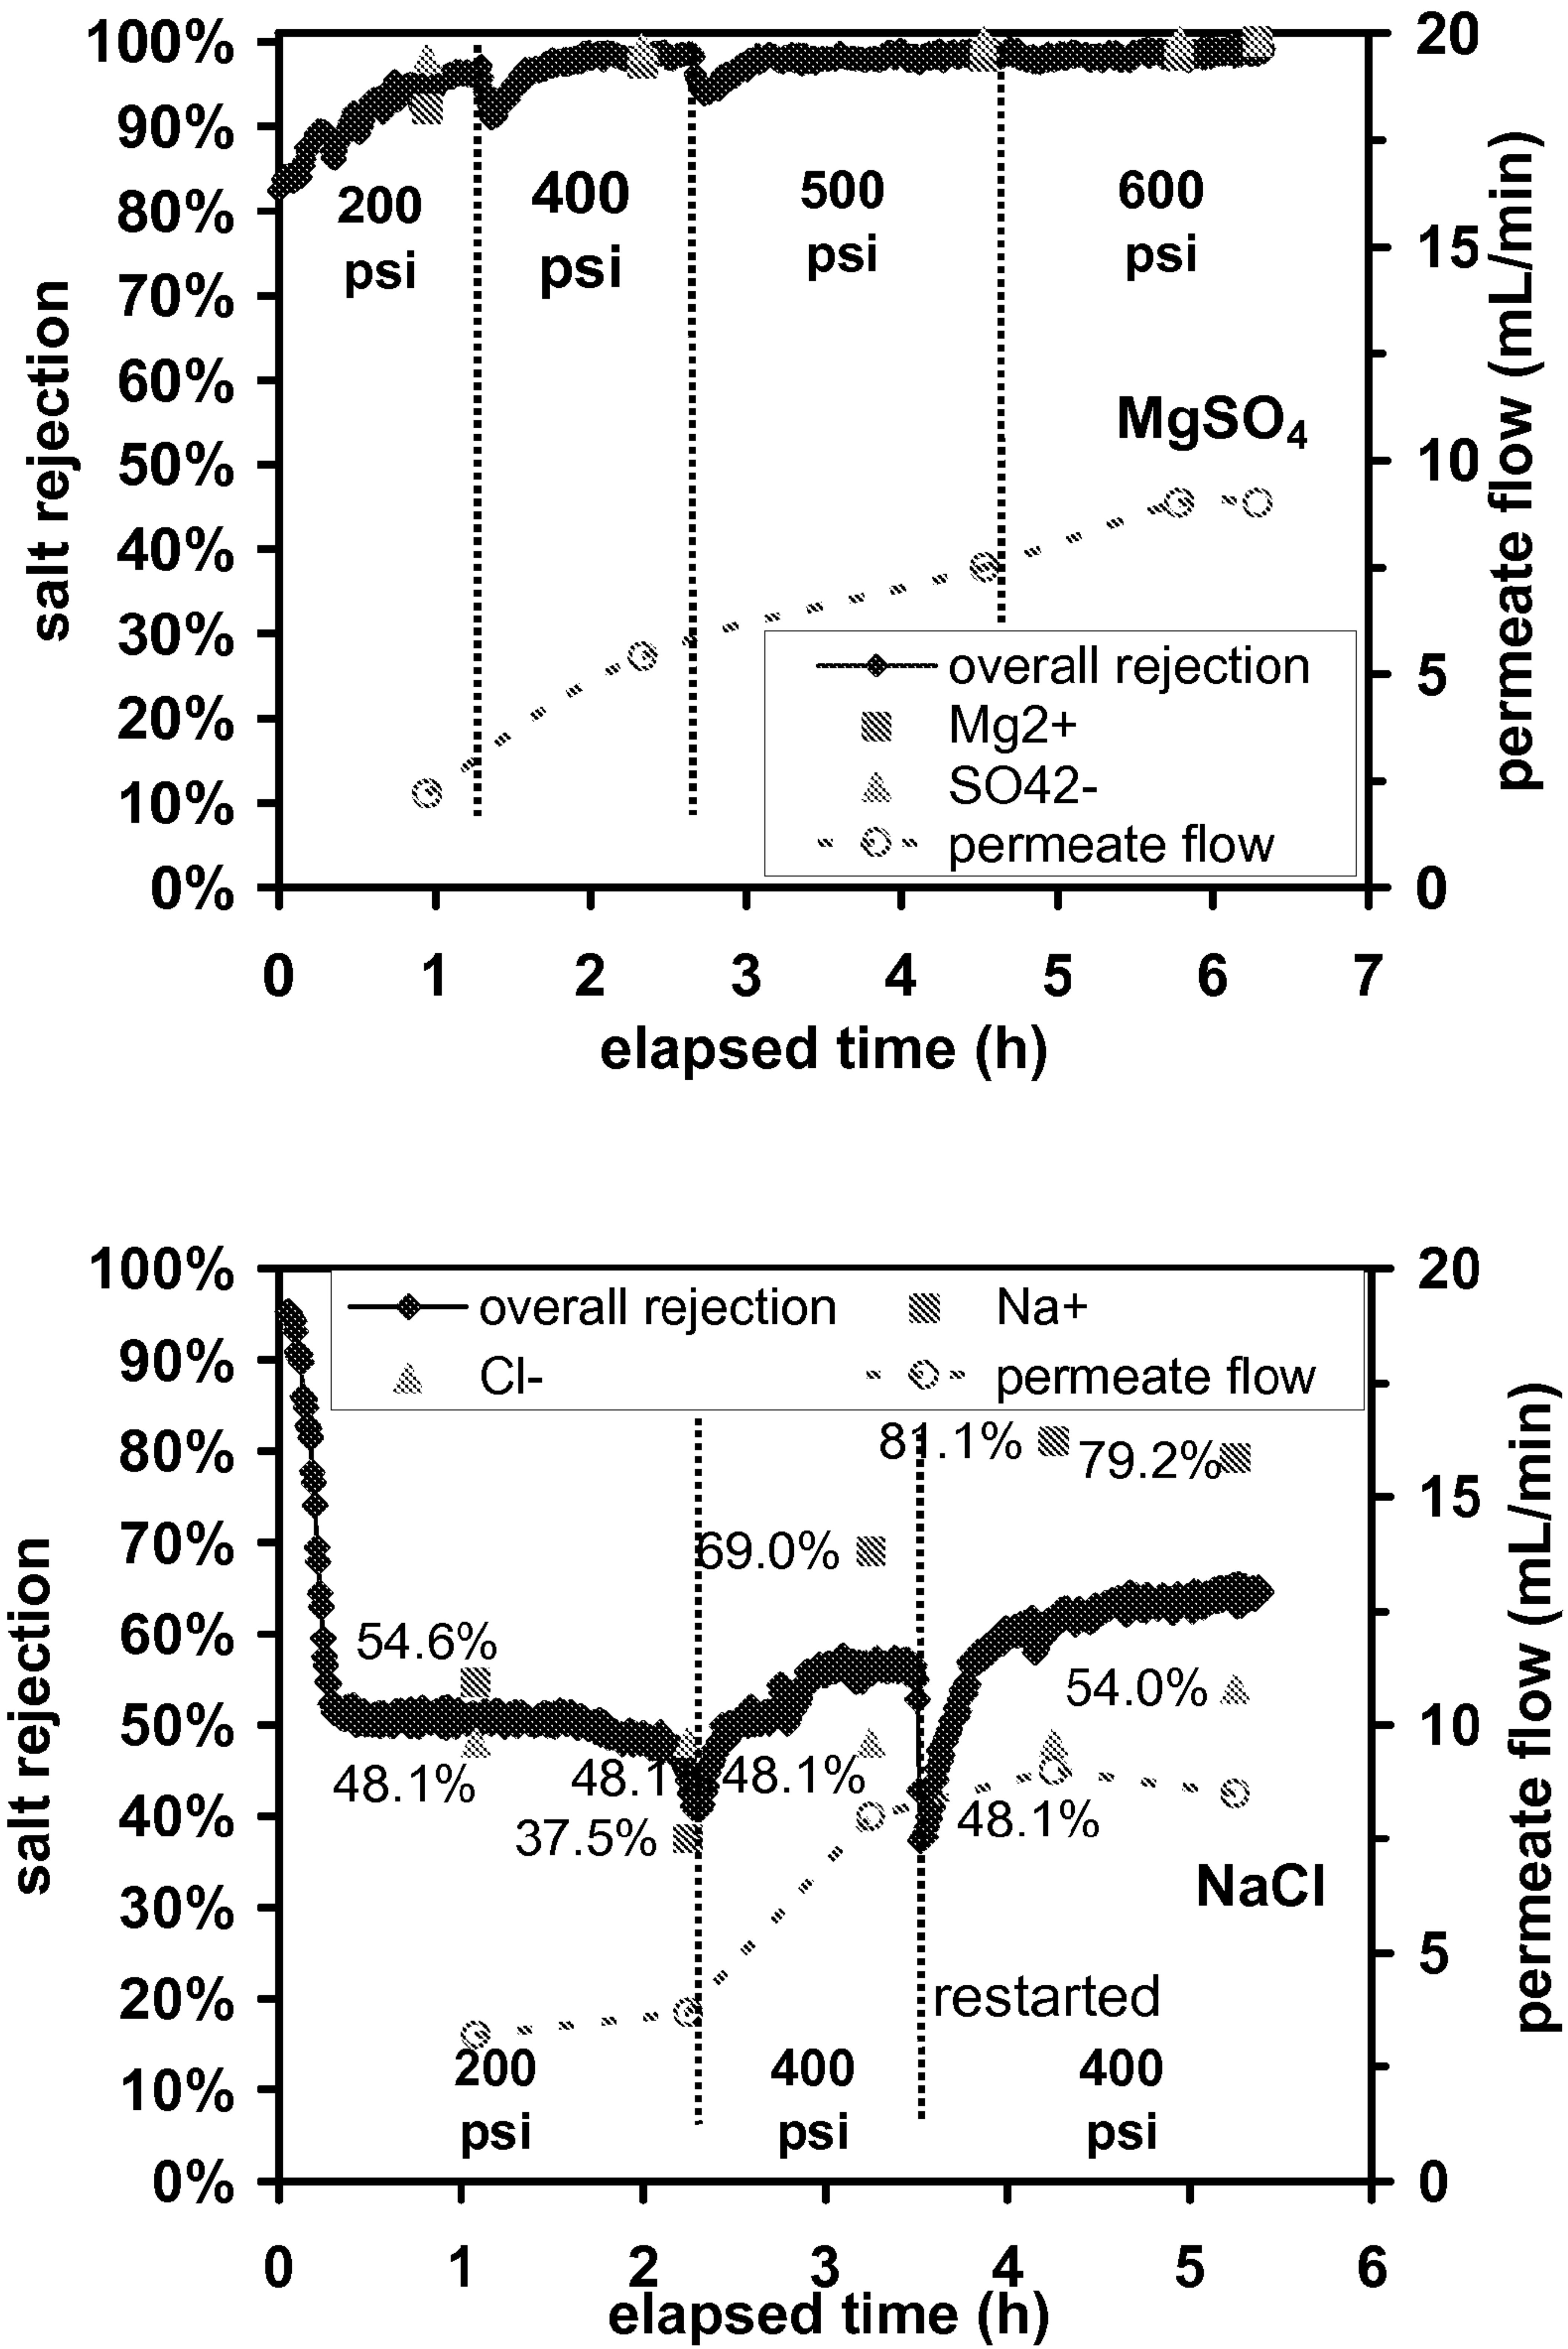 100%
90%
80%
70%
60%
50%
40%
30%
20%
10%
0%
salt rejection
20
15
10
5
0
permeate flow (mL/min)
200
psi
400
psi
500
psi
600
psi
MgSO4
overall rejection
Mg2+
SO42-
permeate flow
0 1 2 3 4 5 6 7
elapsed time (h)
100%
90%
80%
70%
60%
50%
40%
30%
20%
10%
0%
salt rejection
20
15
10
5
0
permeate flow (mL/min)
overall rejection Na+
Cl- permeate flow
81.1%
79.2%
69.0%
54.6%
54.0%
48.1%
48.1
48.1%
48.1%
37.5%
NaCl
restarted
200
psi
400
psi
400
psi
0 1 2 3 4 5 6
elapsed time (h)